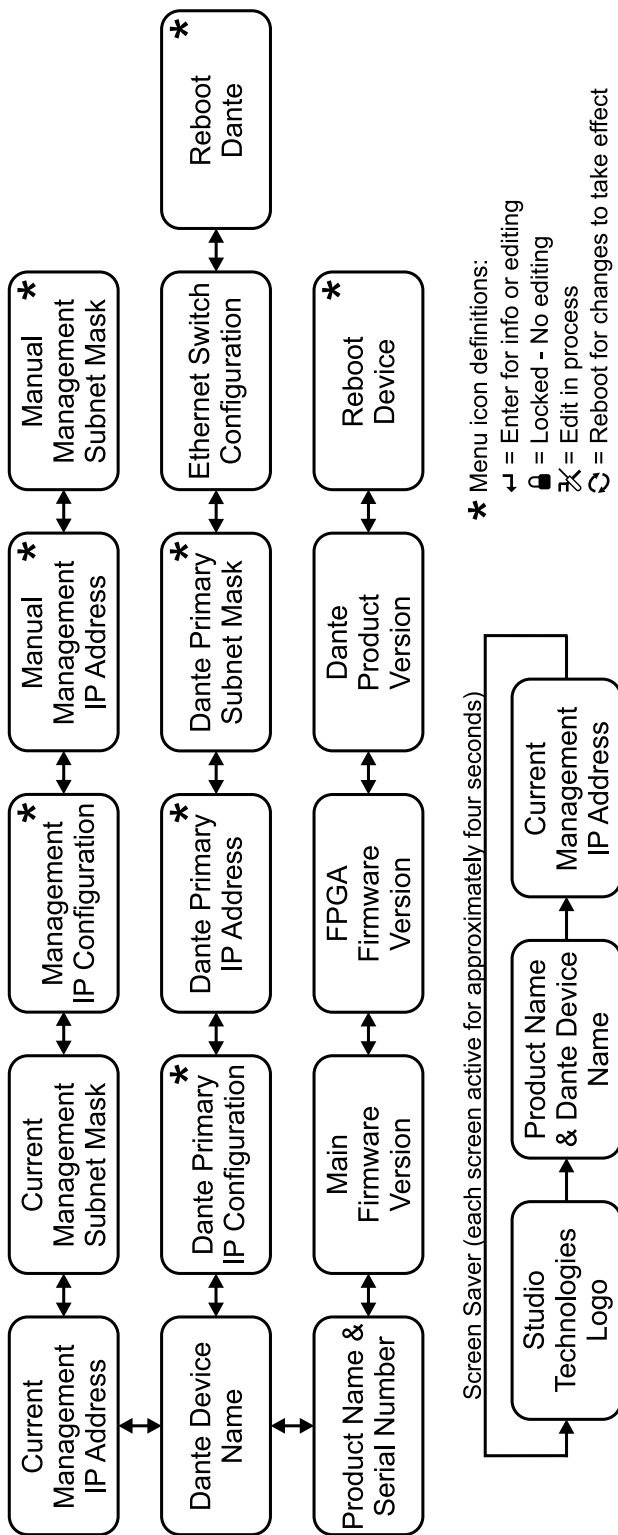 Current
Management
IP Address
Current
Management
Subnet Mask
*
Management
IP Configuration
*
Manual
Management
IP Address
*
Manual
Management
Subnet Mask
Dante Device
Name
*
Dante Primary
IP Configuration
*
Dante Primary
IP Address
*
Dante Primary
Subnet Mask
Ethernet Switch
Configuration
*
Reboot
Dante
Product Name &
Serial Number
Main
Firmware
Version
FPGA
Firmware
Version
Dante
Product
Version
*
Reboot
Device
Screen Saver (each screen active for approximately four seconds)
Studio
Technologies
Logo
Product Name
& Dante Device
Name
Current
Management
IP Address
* Menu icon definitions:
↵ = Enter for info or editing
= Locked - No editing
= Edit in process
= Reboot for changes to take effect